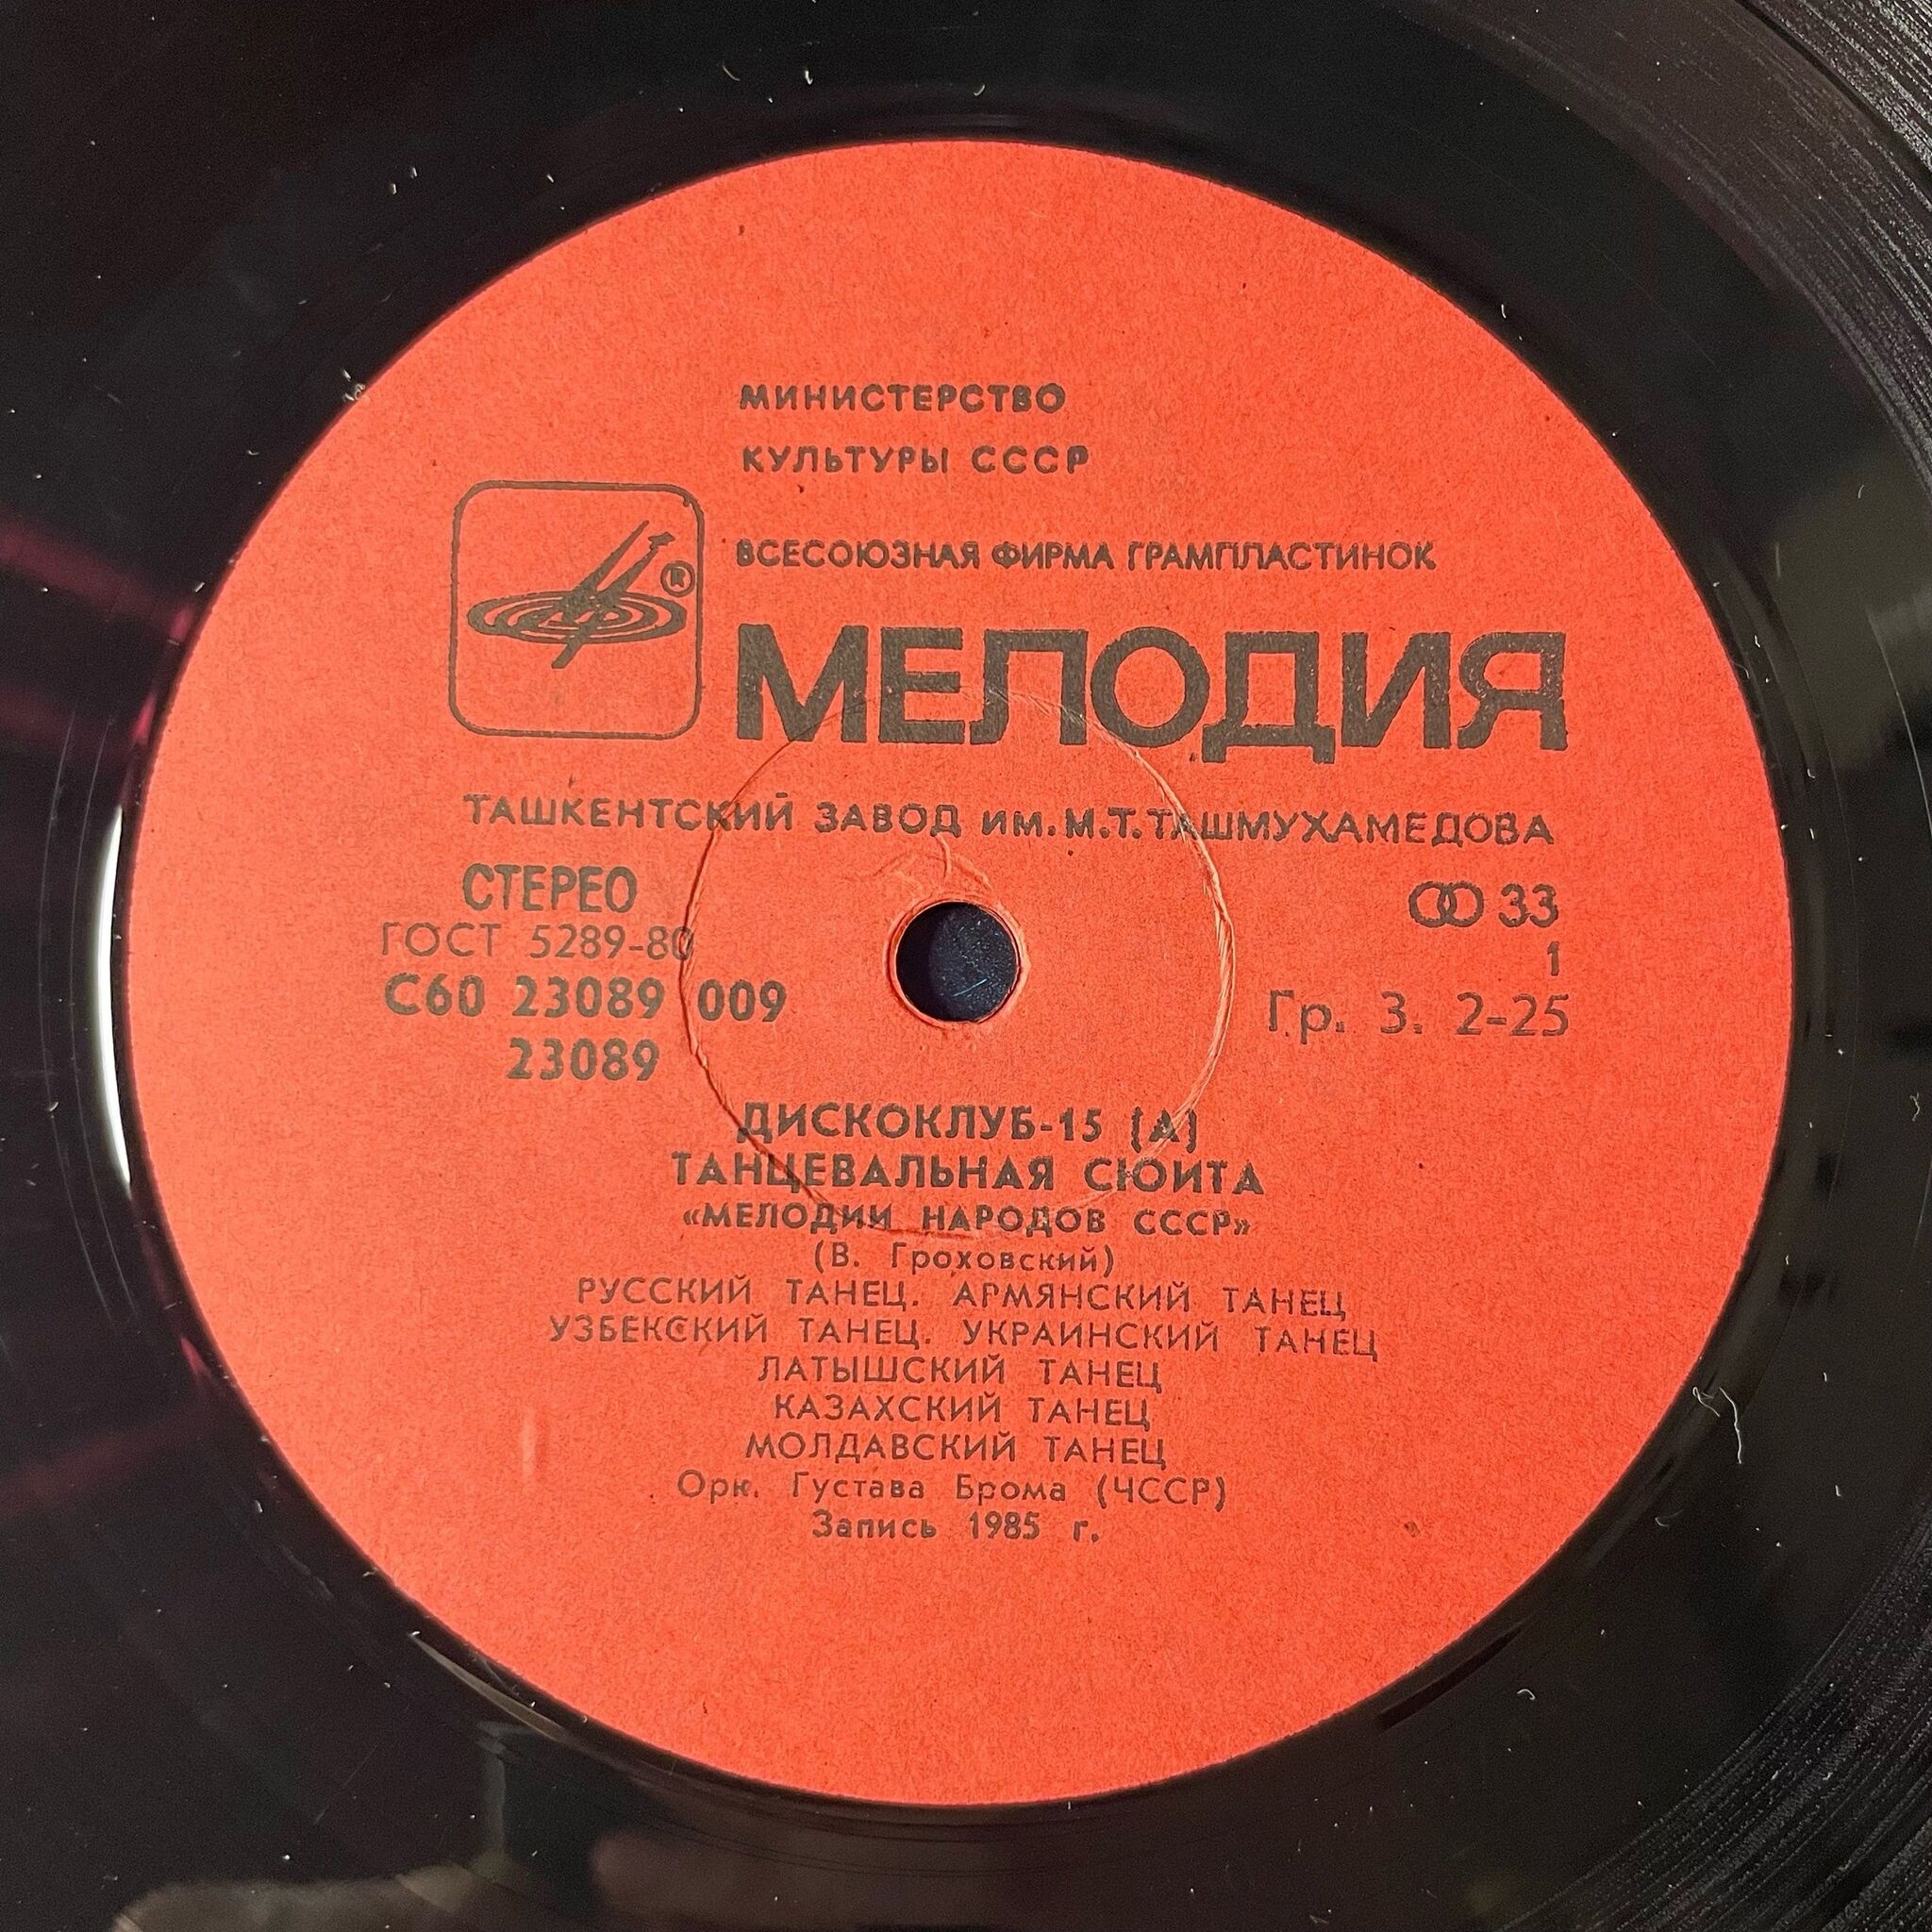 МИНИСТЕРСТВО
КУЛЬТУРЫ СССР
ВСЕСОЮЗНАЯ ФИРМА ГРАМПЛАСТИНОК
®
МЕЛОДИЯ
ТАШКЕНТСКИЙ ЗАВОД ИМ. М.Т. ТАШМУХАМЕДОВА
СТЕРЕО
33
ГОСТ 5289-80
1
С60 23089 009
Гр. 3. 2-25
23089
ДИСКОКЛУБ-15 (А)
ТАНЦЕВАЛЬНАЯ СЮИТА
«МЕЛОДИИ НАРОДОВ СССР»
(В. Гроховский)
РУССКИЙ ТАНЕЦ. АРМЯНСКИЙ ТАНЕЦ
УЗБЕКСКИЙ ТАНЕЦ. УКРАИНСКИЙ ТАНЕЦ
ЛАТЫШСКИЙ ТАНЕЦ
КАЗАХСКИЙ ТАНЕЦ
МОЛДАВСКИЙ ТАНЕЦ
Орк. Густава Брома (ЧССР)
Запись 1985 г.